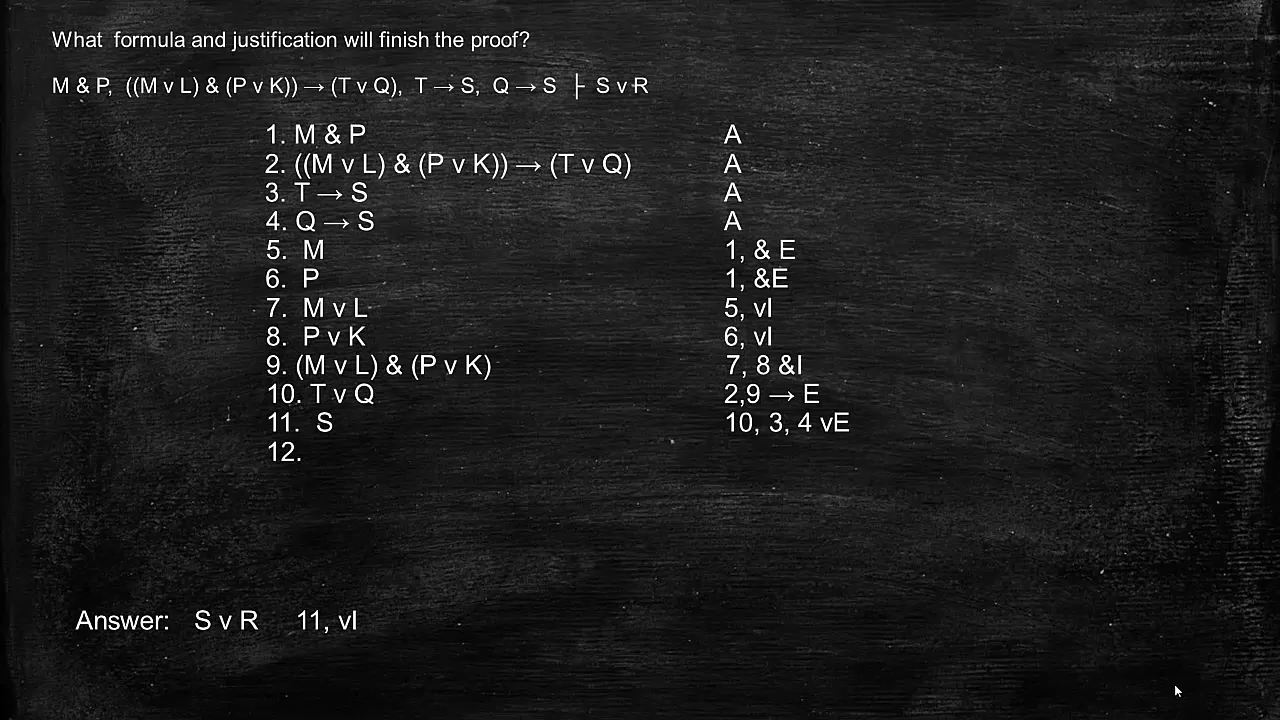 What formula and justification will finish the proof?
M & P, ((M v L) & (P v K)) → (T v Q), T → S, Q → S ├ S v R
1. M & P A
2. ((M v L) & (P v K)) → (T v Q) A
3. T → S A
4. Q → S A
5. M 1, & E
6. P 1, &E
7. M v L 5, vI
8. P v K 6, vI
9. (M v L) & (P v K) 7, 8 &I
10. T v Q 2,9 → E
11. S 10, 3, 4 vE
12.
Answer: S v R 11, vI